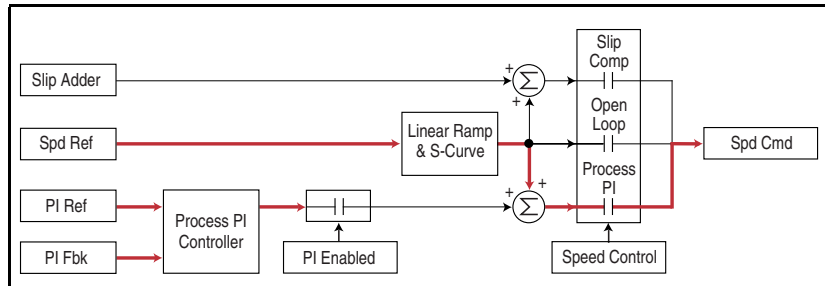 Slip Adder
+
+
Σ
Slip
Comp
Spd Ref
Linear Ramp
& S-Curve
Open
Loop
Spd Cmd
PI Ref
PI Fbk
Process PI
Controller
PI Enabled
+
+
Σ
Process
PI
Speed Control